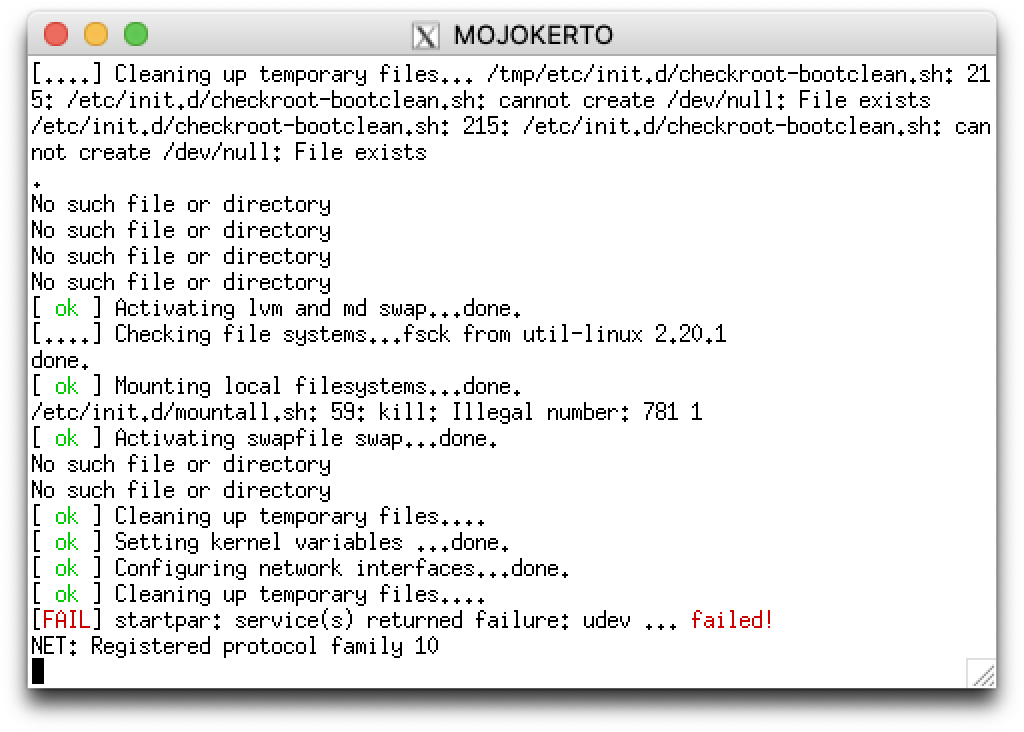 MOJOKERTO
[....] Cleaning up temporary files... /tmp/etc/init.d/checkroot-bootclean.sh: 21
5: /etc/init.d/checkroot-bootclean.sh: cannot create /dev/null: File exists
/etc/init.d/checkroot-bootclean.sh: 215: /etc/init.d/checkroot-bootclean.sh: can
not create /dev/null: File exists
.
No such file or directory
No such file or directory
No such file or directory
No such file or directory
[ ok ] Activating lvm and md swap...done.
[....] Checking file systems...fsck from util-linux 2.20.1
done.
[ ok ] Mounting local filesystems...done.
/etc/init.d/mountall.sh: 59: kill: Illegal number: 781 1
[ ok ] Activating swapfile swap...done.
No such file or directory
No such file or directory
[ ok ] Cleaning up temporary files....
[ ok ] Setting kernel variables ...done.
[ ok ] Configuring network interfaces...done.
[ ok ] Cleaning up temporary files....
[FAIL] startpar: service(s) returned failure: udev ... failed!
NET: Registered protocol family 10